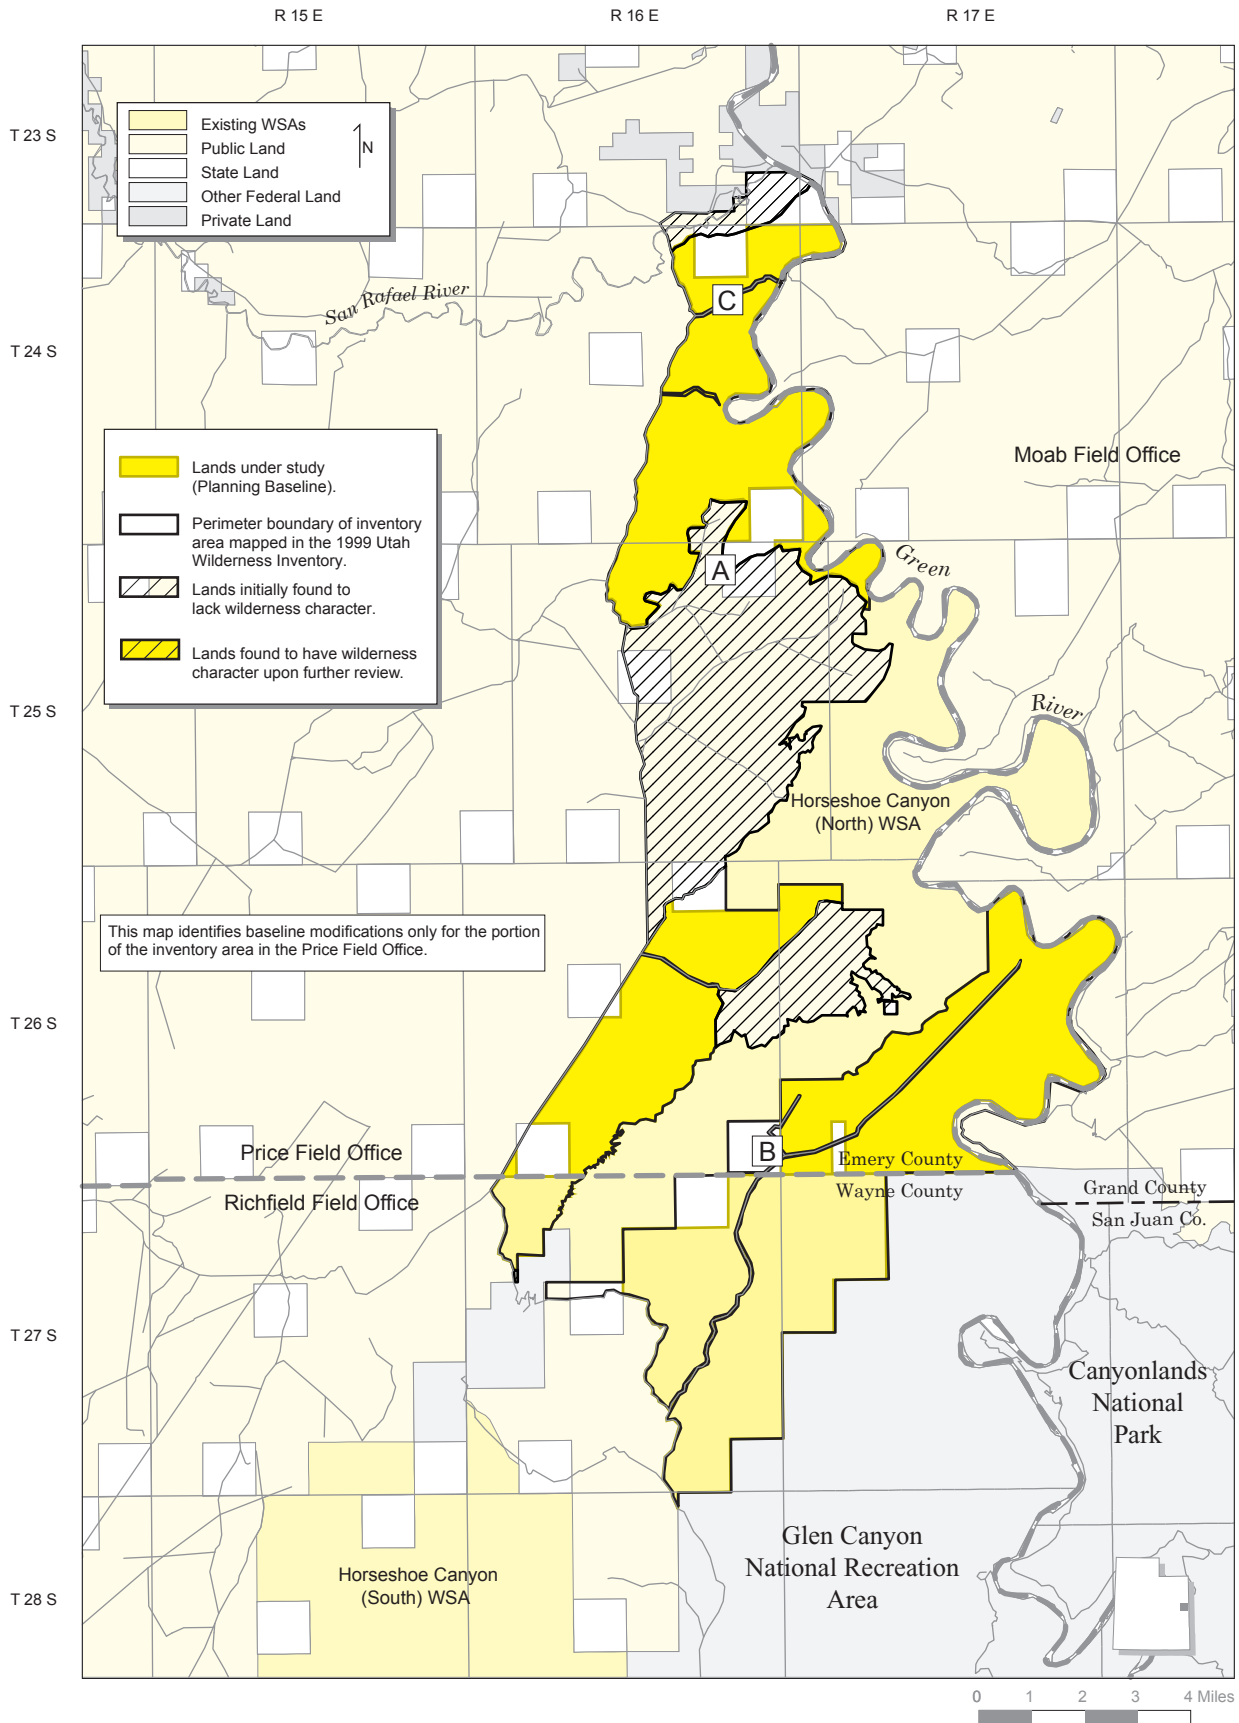 R 15 E
R 16 E
R 17 E
T 23 S
Existing WSAs
Public Land
State Land
Other Federal Land
Private Land
N
San Rafael River
C
T 24 S
Lands under study
(Planning Baseline).
Perimeter boundary of inventory
area mapped in the 1999 Utah
Wilderness Inventory.
Lands initially found to
lack wilderness character.
Lands found to have wilderness
character upon further review.
Moab Field Office
Green
A
T 25 S
River
Horseshoe Canyon
(North) WSA
This map identifies baseline modifications only for the portion
of the inventory area in the Price Field Office.
T 26 S
Price Field Office
B
Emery County
Richfield Field Office
Wayne County
Grand County
San Juan Co.
T 27 S
Canyonlands
National
Park
Glen Canyon
National Recreation
Area
Horseshoe Canyon
(South) WSA
T 28 S
0 1 2 3 4 Miles